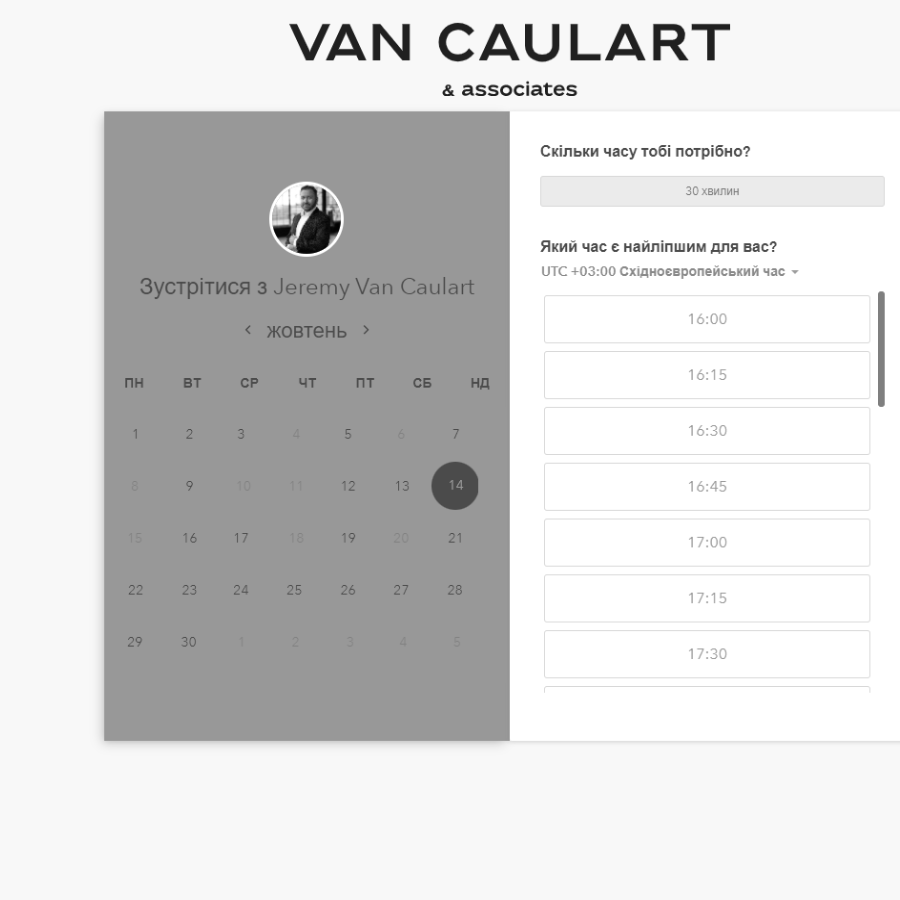 VAN CAULART
& associates
Зустрітися з Jeremy Van Caulart
жовтень
ПН ВТ СР ЧТ ПТ СБ НД
1 2 3 4 5 6 7
8 9 10 11 12 13 14
15 16 17 18 19 20 21
22 23 24 25 26 27 28
29 30 1 2 3 4 5
Скільки часу тобі потрібно?
30 хвилин
Який час є найліпшим для вас?
UTC +03:00 Східноєвропейський час
16:00
16:15
16:30
16:45
17:00
17:15
17:30